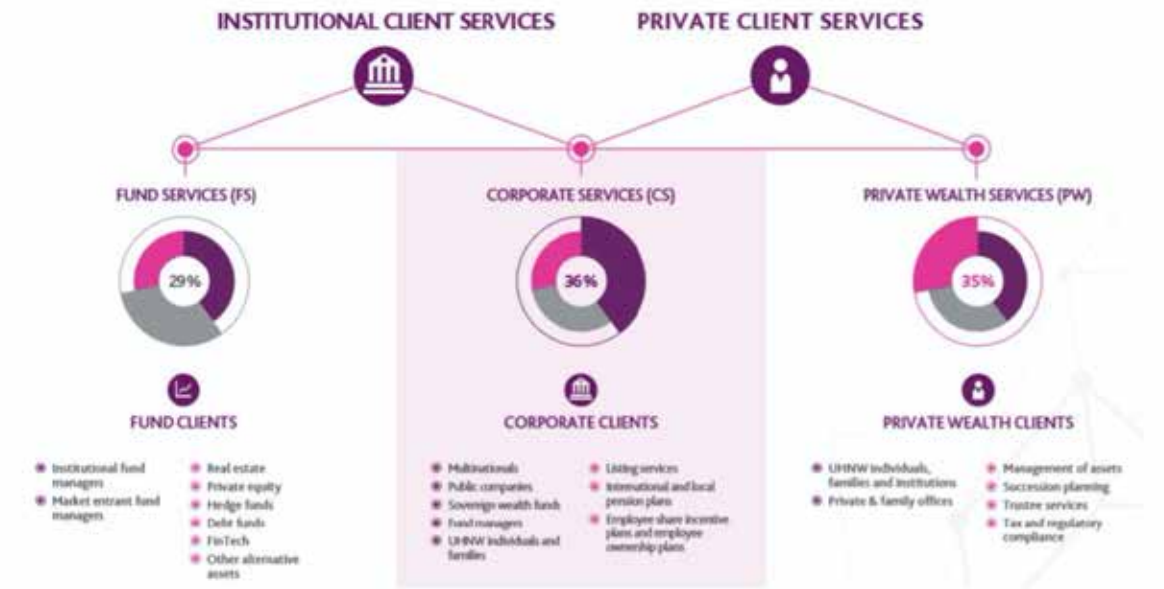 INSTITUTIONAL CLIENT SERVICES
PRIVATE CLIENT SERVICES
FUND SERVICES (FS)
CORPORATE SERVICES (CS)
PRIVATE WEALTH SERVICES (PW)
29%
36%
35%
FUND CLIENTS
CORPORATE CLIENTS
PRIVATE WEALTH CLIENTS
Institutional fund
managers
Market entrant fund
managers
Real estate
Private equity
Hedge funds
Debt funds
FinTech
Other alternative
assets
Multinationals
Public companies
Sovereign wealth funds
Fund managers
UHNW individuals and
families
Listing services
International and local
pension plans
Employee share incentive
plans and employee
ownership plans
UHNW individuals,
families and institutions
Private & family offices
Management of assets
Succession planning
Trustee services
Tax and regulatory
compliance